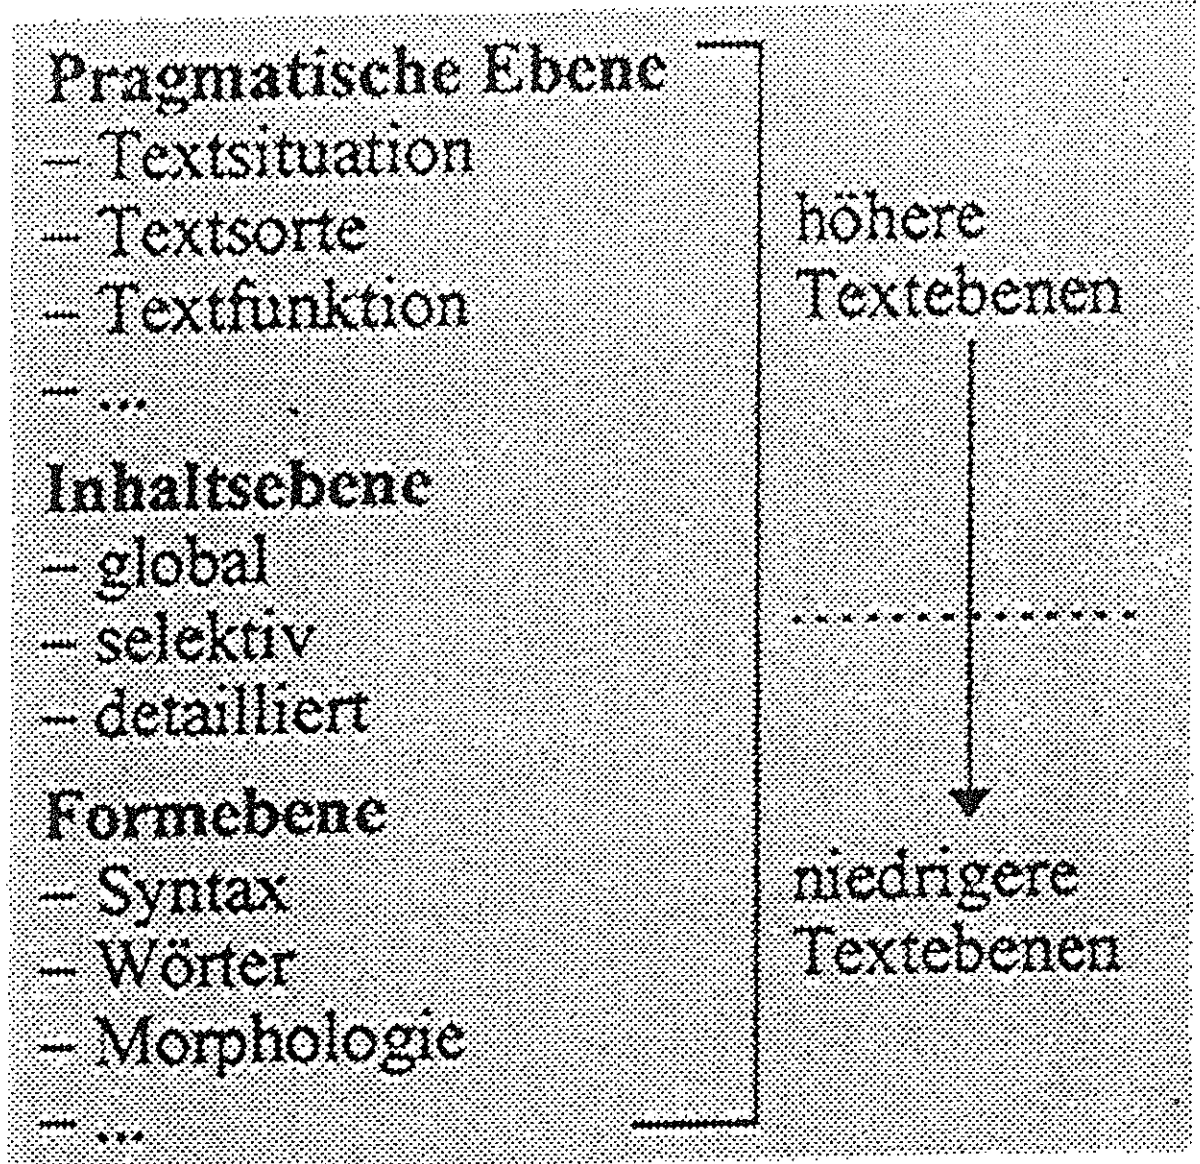 Pragmatische Ebene
– Textsituation
– Textsorte
– Textfunktion
– ...
Inhaltsebene
– global
– selektiv
– detailliert
Formebene
– Syntax
– Wörter
– Morphologie
– ...
höhere
Textebenen
niedrigere
Textebenen